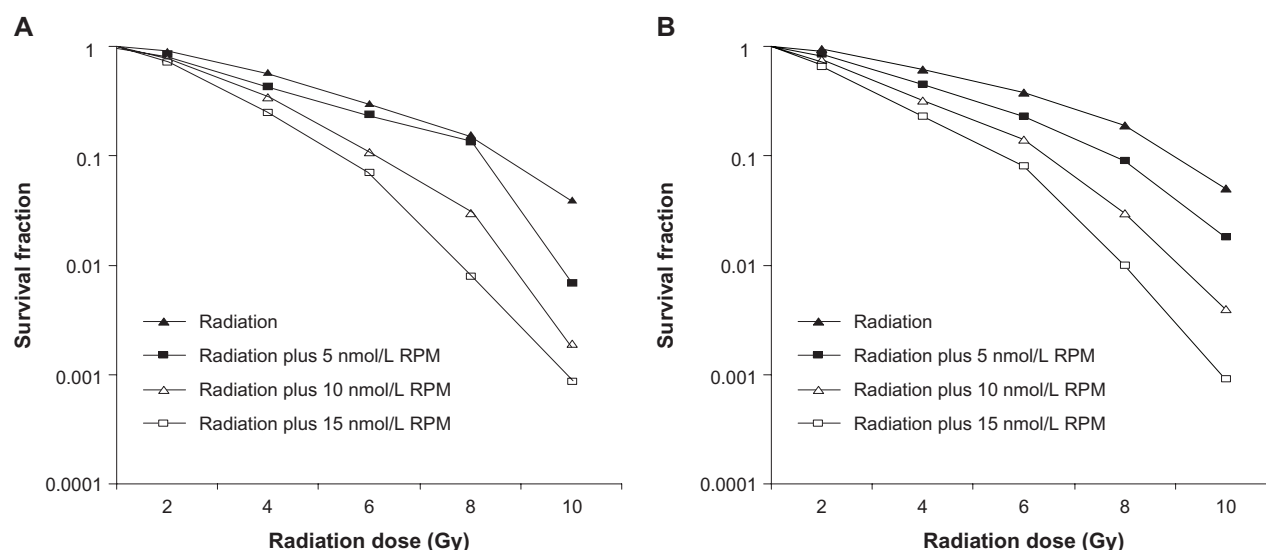 A
1
0.1
0.01
0.001
0.0001
Survival fraction
Radiation
Radiation plus 5 nmol/L RPM
Radiation plus 10 nmol/L RPM
Radiation plus 15 nmol/L RPM
2 4 6 8 10
Radiation dose (Gy)
B
1
0.1
0.01
0.001
0.0001
Survival fraction
Radiation
Radiation plus 5 nmol/L RPM
Radiation plus 10 nmol/L RPM
Radiation plus 15 nmol/L RPM
2 4 6 8 10
Radiation dose (Gy)